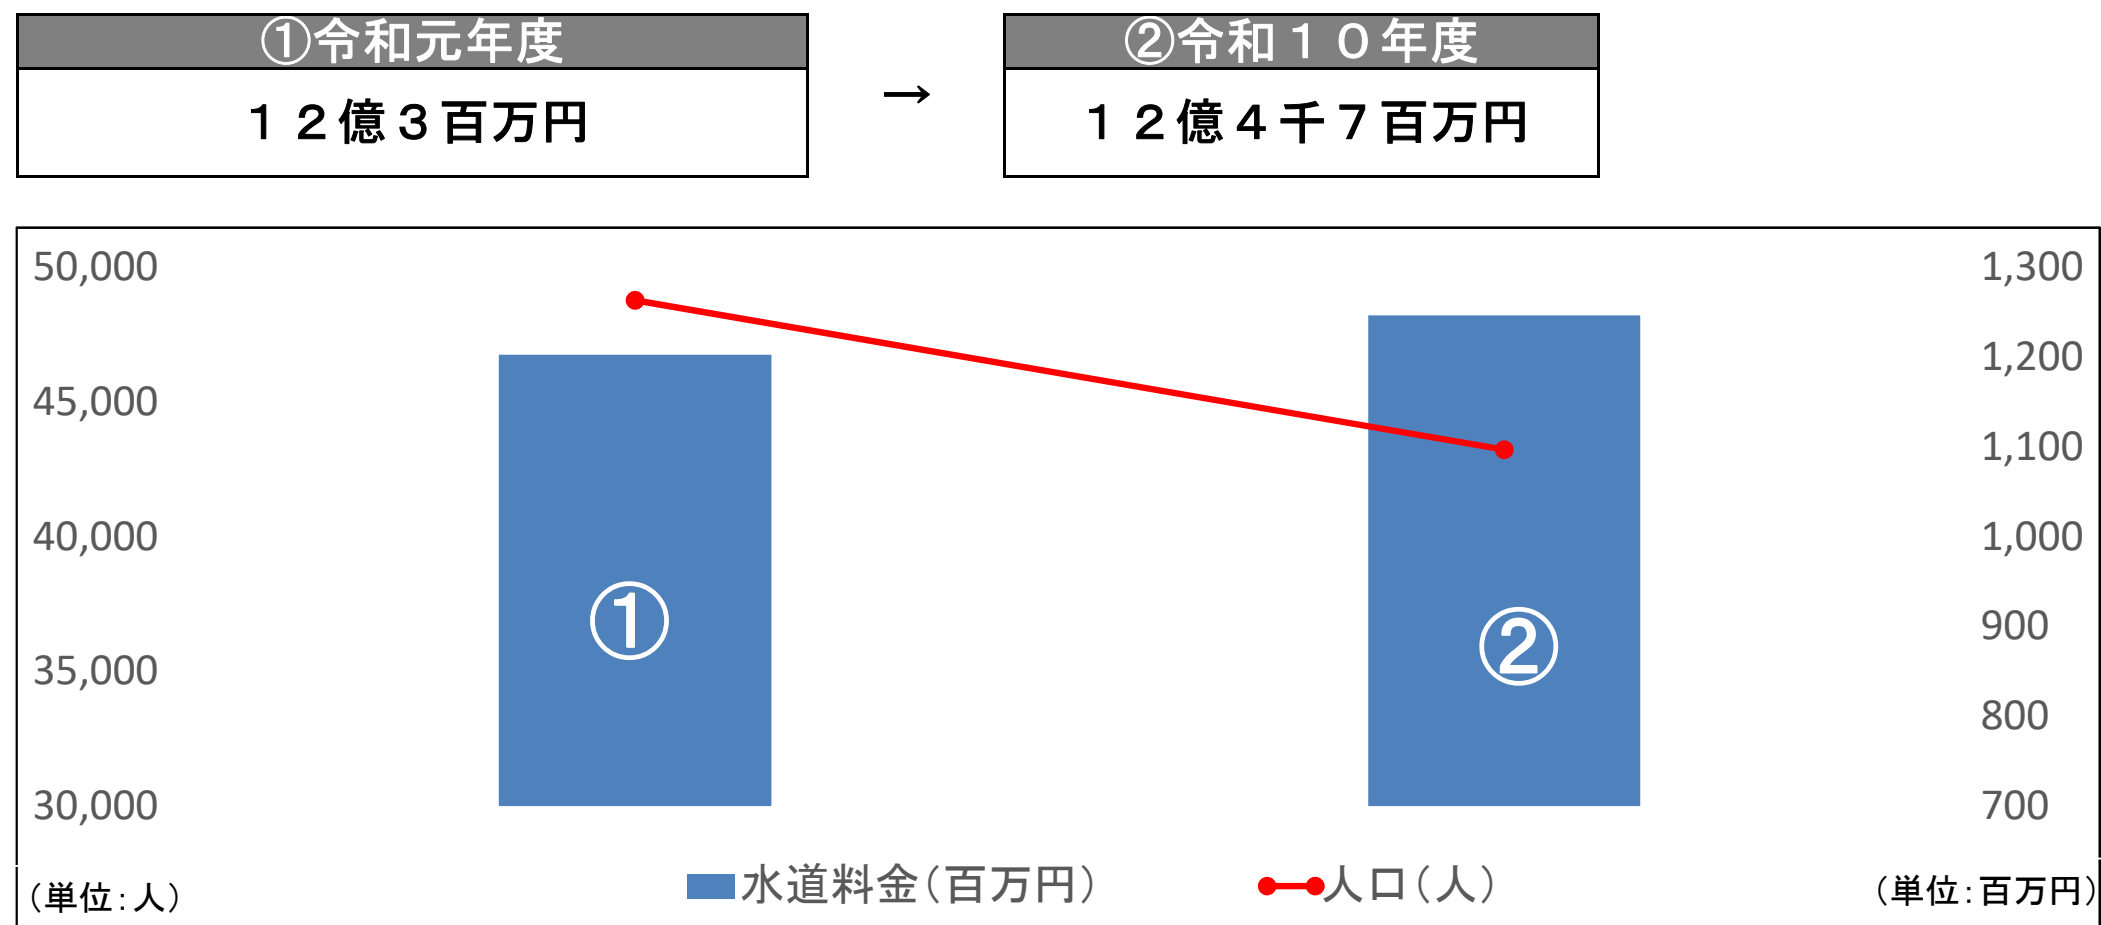 ①令和元年度
②令和１０年度
１２億３百万円
→
１２億４千７百万円
50,000
1,300
1,200
45,000
1,100
40,000
1,000
①
②
900
35,000
800
30,000
700
水道料金（百万円）
人口（人）
（単位：人）
（単位：百万円）